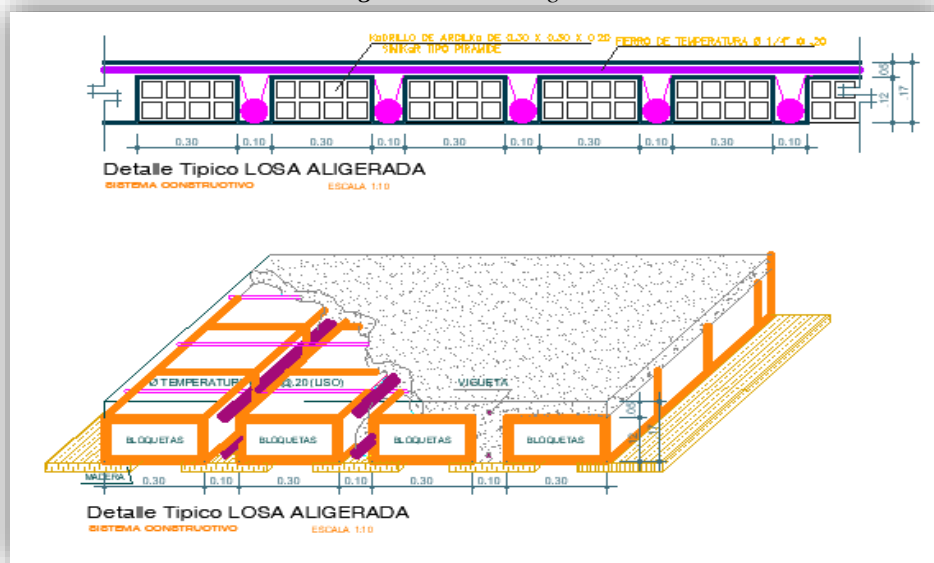 DE ARCILLA DE 0.30 X 0.30 X 0.20
TIPO PIRAMIDE
FIERRO DE TEMPERATURA Ø 1/4" @ .20
.05
.12
.17
0.30 0.10 0.30 0.10 0.30 0.10 0.30 0.10 0.30 0.10
Detalle Tipico LOSA ALIGERADA
SISTEMA CONSTRUCTIVO ESCALA 1:10
Ø TEMPERATURA @.20 (LISO)
VIGUETA
.05
BLOQUETAS BLOQUETAS BLOQUETAS BLOQUETAS
MADERA
0.30 0.10 0.30 0.10 0.30 0.10 0.30
Detalle Tipico LOSA ALIGERADA
SISTEMA CONSTRUCTIVO ESCALA 1:10